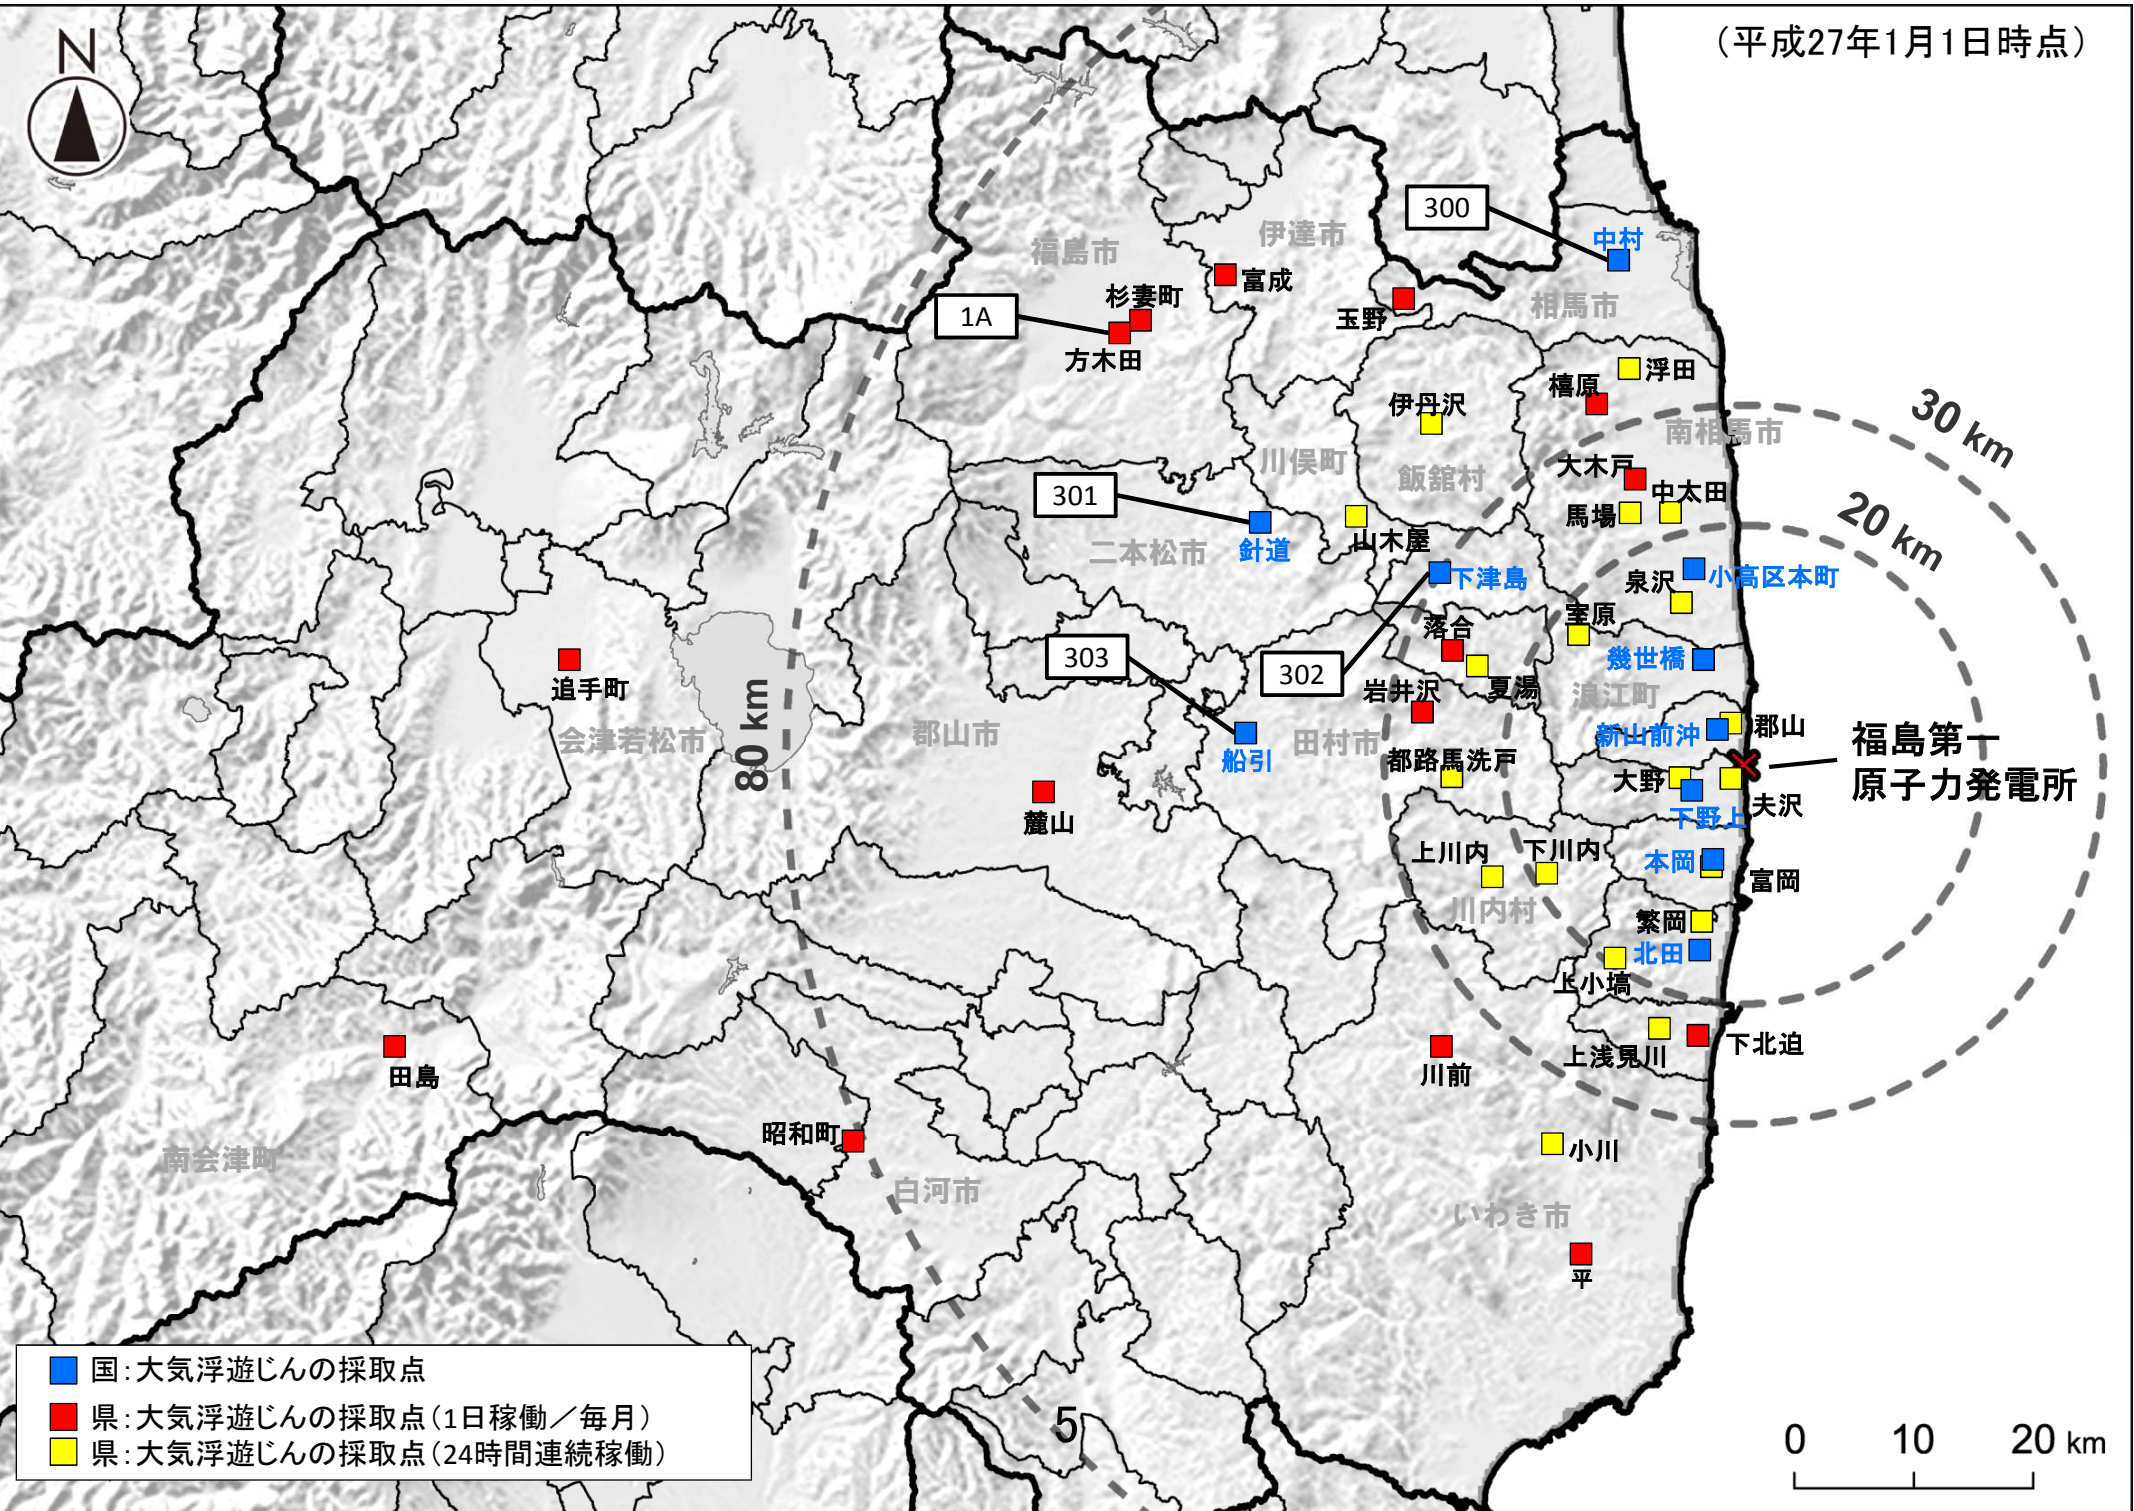 N
（平成27年1月1日時点）
300
中村
伊達市
福島市
富成
杉妻町
1A
方木田
玉野
相馬市
浮田
橲原
伊丹沢
30 km
南相馬市
川俣町
飯舘村
大木戸
中太田
301
馬場
20 km
針道
二本松市
山木屋
下津島
泉沢
小高区本町
室原
落合
303
302
幾世橋
追手町
岩井沢
夏湯
浪江町
郡山
会津若松市
80 km
郡山市
田村市
新山前沖
福島第一
原子力発電所
船引
都路馬洗戸
大野
夫沢
麓山
下野上
上川内
下川内
本岡
富岡
川内村
繁岡
北田
上小塙
田島
川前
上浅見川
下北迫
昭和町
小川
南会津町
白河市
いわき市
平
国：大気浮遊じんの採取点
県：大気浮遊じんの採取点（1日稼働／毎月）
県：大気浮遊じんの採取点（24時間連続稼働）
5
0 10 20 km